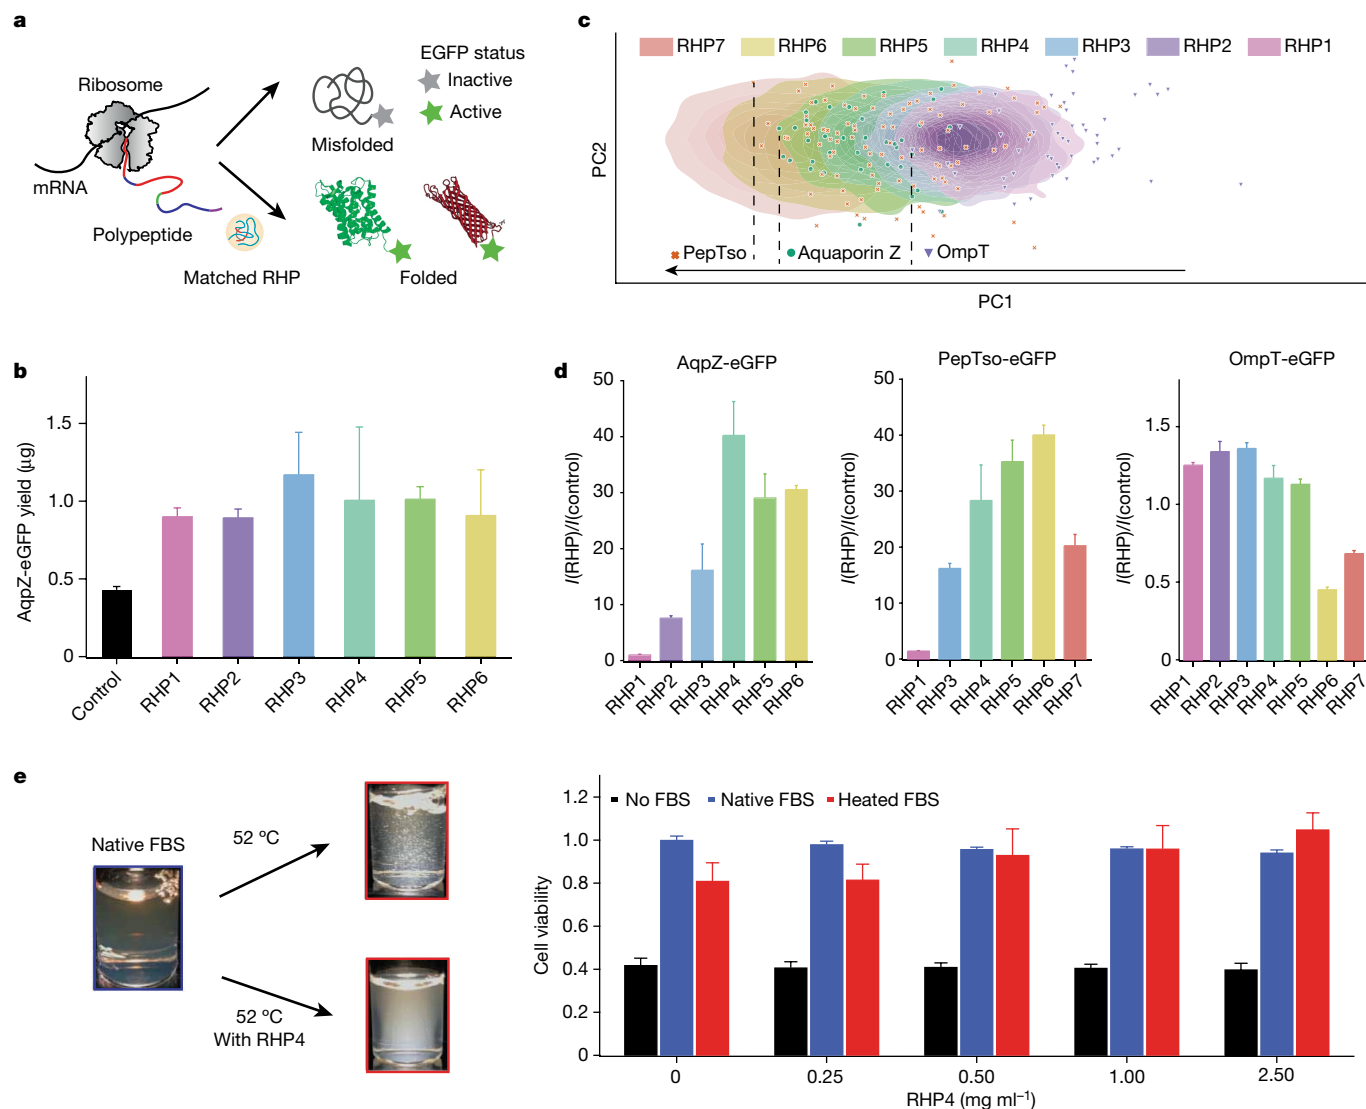 a
Ribosome
mRNA
Polypeptide
Matched RHP
EGFP status
Inactive
Active
Misfolded
Folded
c
RHP7
RHP6
RHP5
RHP4
RHP3
RHP2
RHP1
PC2
PepTso
Aquaporin Z
OmpT
PC1
b
AqpZ-eGFP yield (µg)
1.5
1.0
0.5
0
Control
RHP1
RHP2
RHP3
RHP4
RHP5
RHP6
d
AqpZ-eGFP
I(RHP)/I(control)
50
40
30
20
10
0
RHP1
RHP2
RHP3
RHP4
RHP5
RHP6
PepTso-eGFP
I(RHP)/I(control)
50
40
30
20
10
0
RHP1
RHP3
RHP4
RHP5
RHP6
RHP7
OmpT-eGFP
I(RHP)/I(control)
1.5
1.0
0.5
0
RHP1
RHP2
RHP3
RHP4
RHP5
RHP6
RHP7
e
Native FBS
52 ºC
52 ºC
With RHP4
No FBS
Native FBS
Heated FBS
Cell viability
1.2
1.0
0.8
0.6
0.4
0.2
0
0
0.25
0.50
1.00
2.50
RHP4 (mg ml⁻¹)